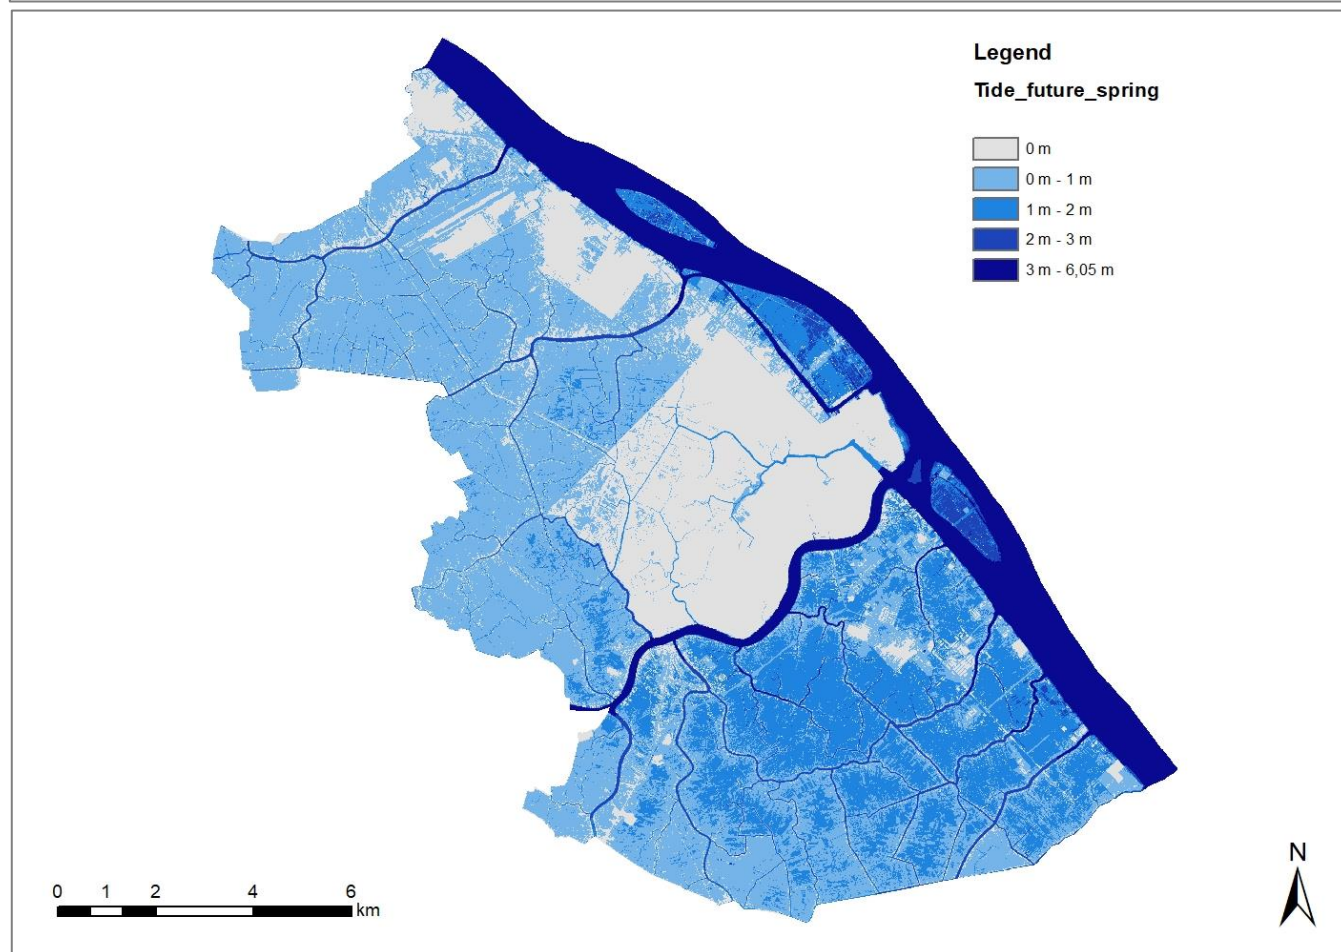 Legend
Tide_future_spring
0 m
0 m - 1 m
1 m - 2 m
2 m - 3 m
3 m - 6,05 m
N
0 1 2 4 6
km